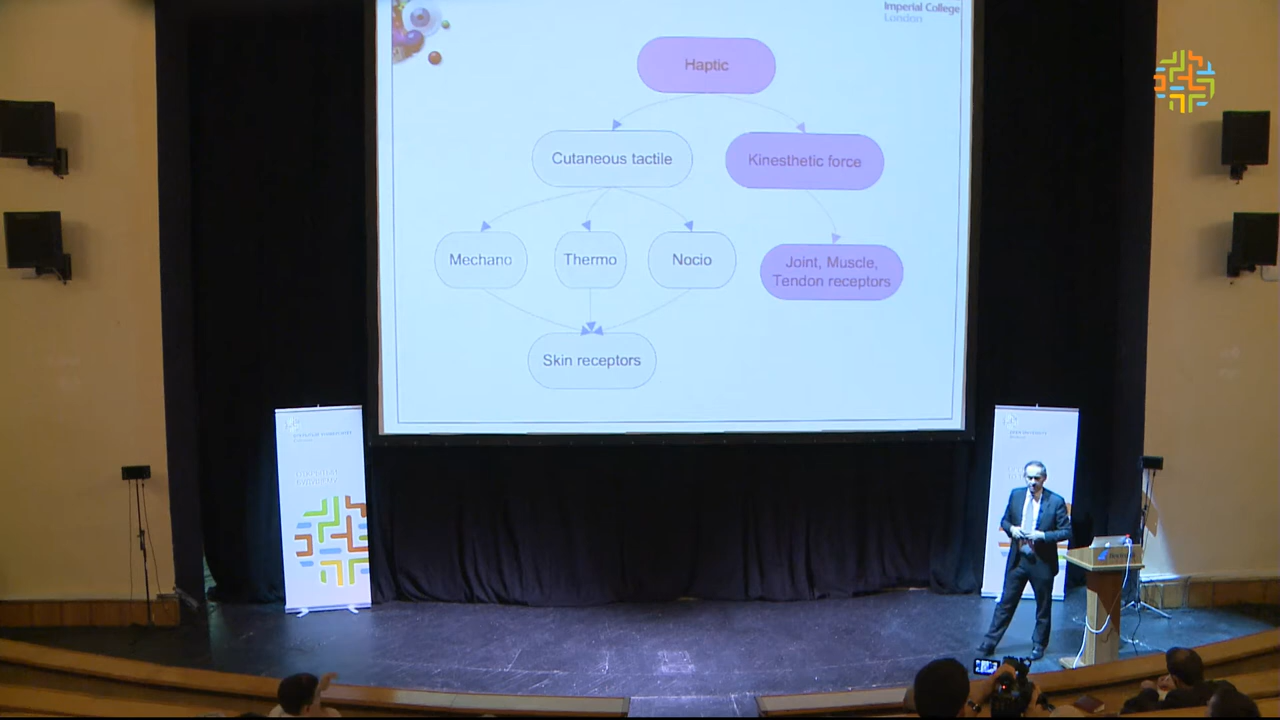 Imperial College
London
Haptic
Cutaneous tactile
Kinesthetic force
Mechano
Thermo
Nocio
Joint, Muscle,
Tendon receptors
Skin receptors